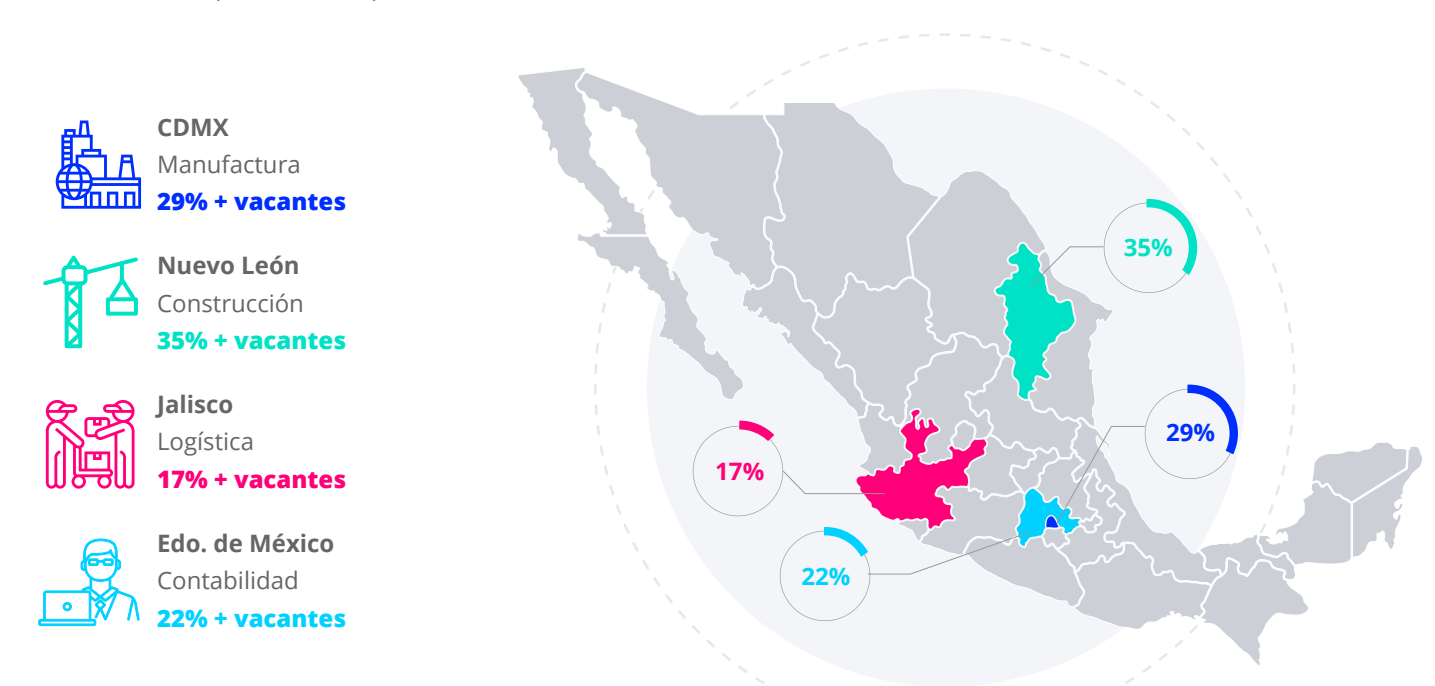 CDMX
Manufactura
29% + vacantes
Nuevo León
Construcción
35% + vacantes
Jalisco
Logística
17% + vacantes
Edo. de México
Contabilidad
22% + vacantes
35%
29%
17%
22%